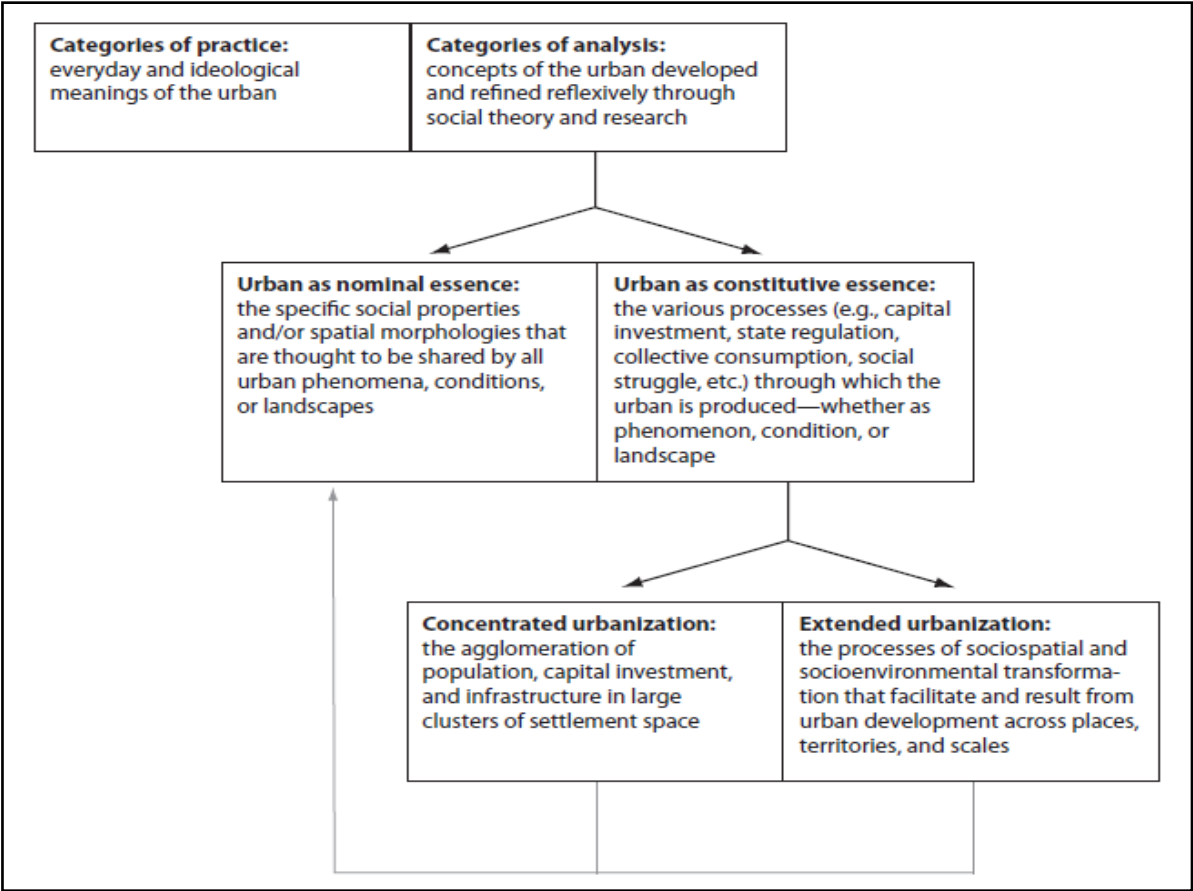 Categories of practice:
everyday and ideological
meanings of the urban
Categories of analysis:
concepts of the urban developed
and refined reflexively through
social theory and research
Urban as nominal essence:
the specific social properties
and/or spatial morphologies that
are thought to be shared by all
urban phenomena, conditions,
or landscapes
Urban as constitutive essence:
the various processes (e.g., capital
investment, state regulation,
collective consumption, social
struggle, etc.) through which the
urban is produced—whether as
phenomenon, condition, or
landscape
Concentrated urbanization:
the agglomeration of
population, capital investment,
and infrastructure in large
clusters of settlement space
Extended urbanization:
the processes of sociospatial and
socioenvironmental transforma-
tion that facilitate and result from
urban development across places,
territories, and scales